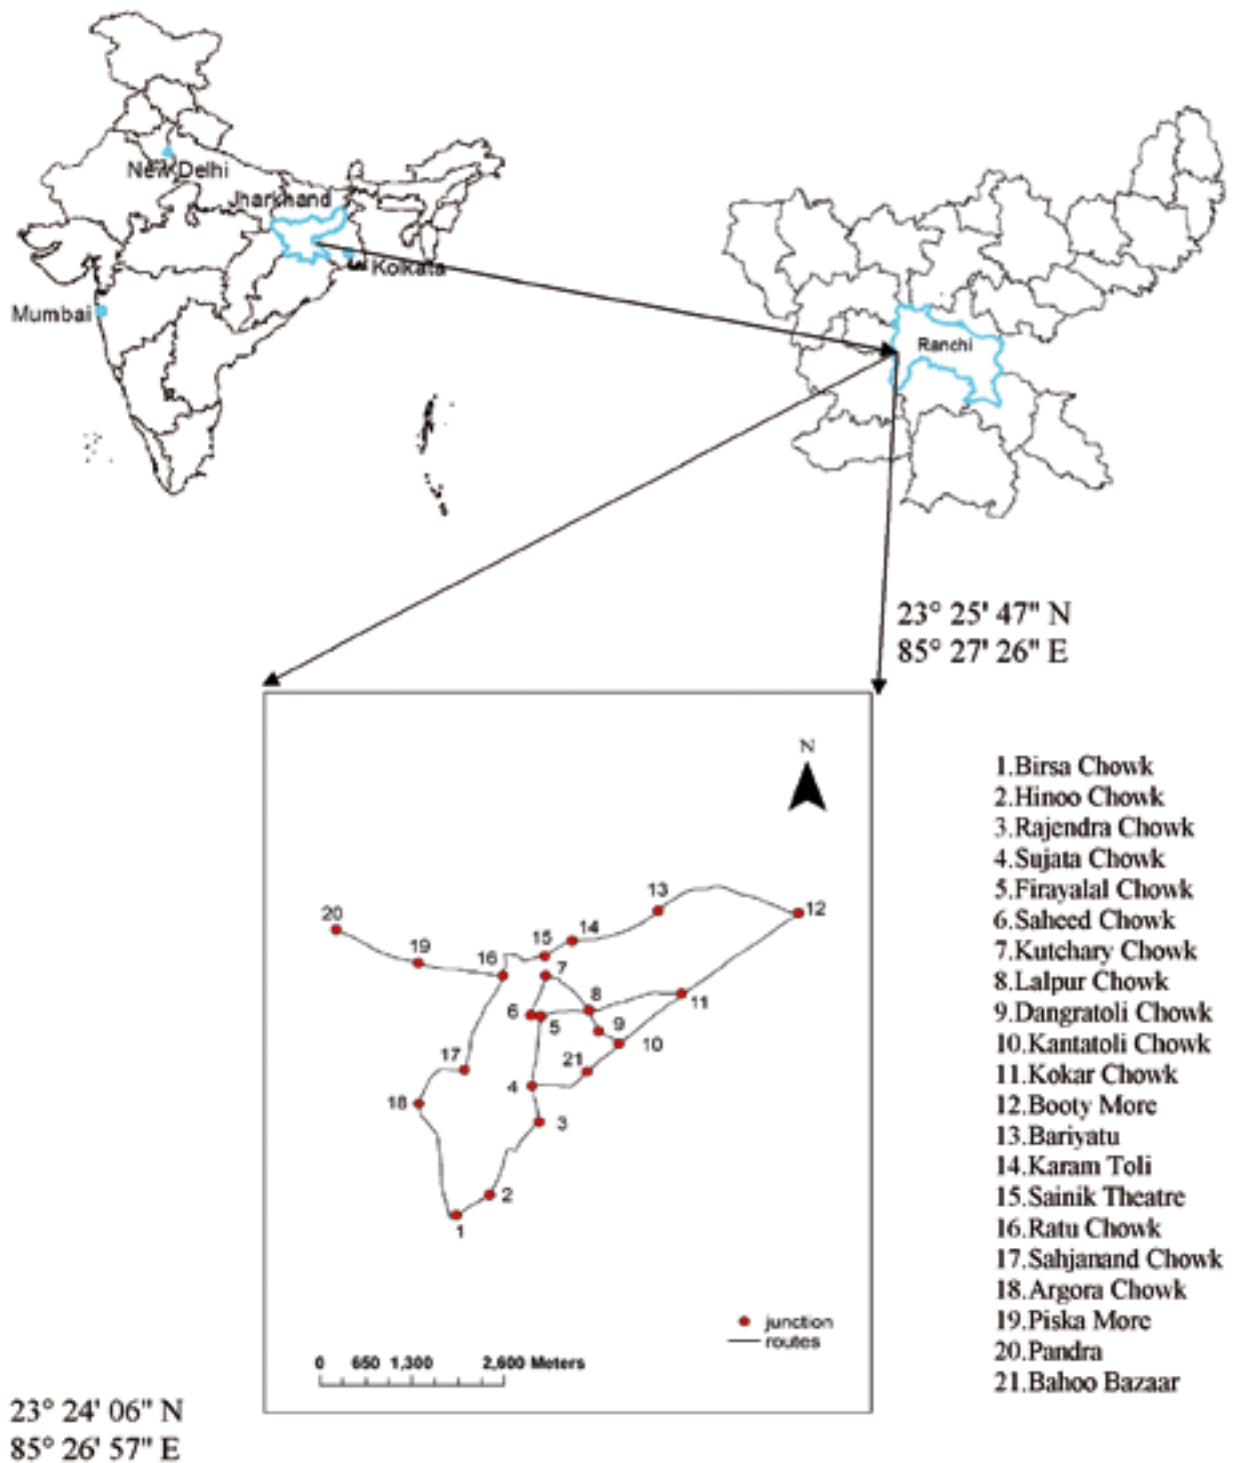 New Delhi
Jharkhand
Kolkata
Mumbai
Ranchi
23° 25' 47" N
85° 27' 26" E
N
1.Birsa Chowk
2.Hinoo Chowk
3.Rajendra Chowk
4.Sujata Chowk
5.Firayalal Chowk
6.Saheed Chowk
7.Kutchary Chowk
8.Lalpur Chowk
9.Dangratoli Chowk
10.Kantatoli Chowk
11.Kokar Chowk
12.Booty More
13.Bariyatu
14.Karam Toli
15.Sainik Theatre
16.Ratu Chowk
17.Sahjanand Chowk
18.Argora Chowk
19.Piska More
20.Pandra
21.Bahoo Bazaar
13
12
20
14
15
19
16
7
8
11
6
5
9
10
17
21
4
18
3
2
1
junction
routes
0 650 1,300 2,600 Meters
23° 24' 06" N
85° 26' 57" E